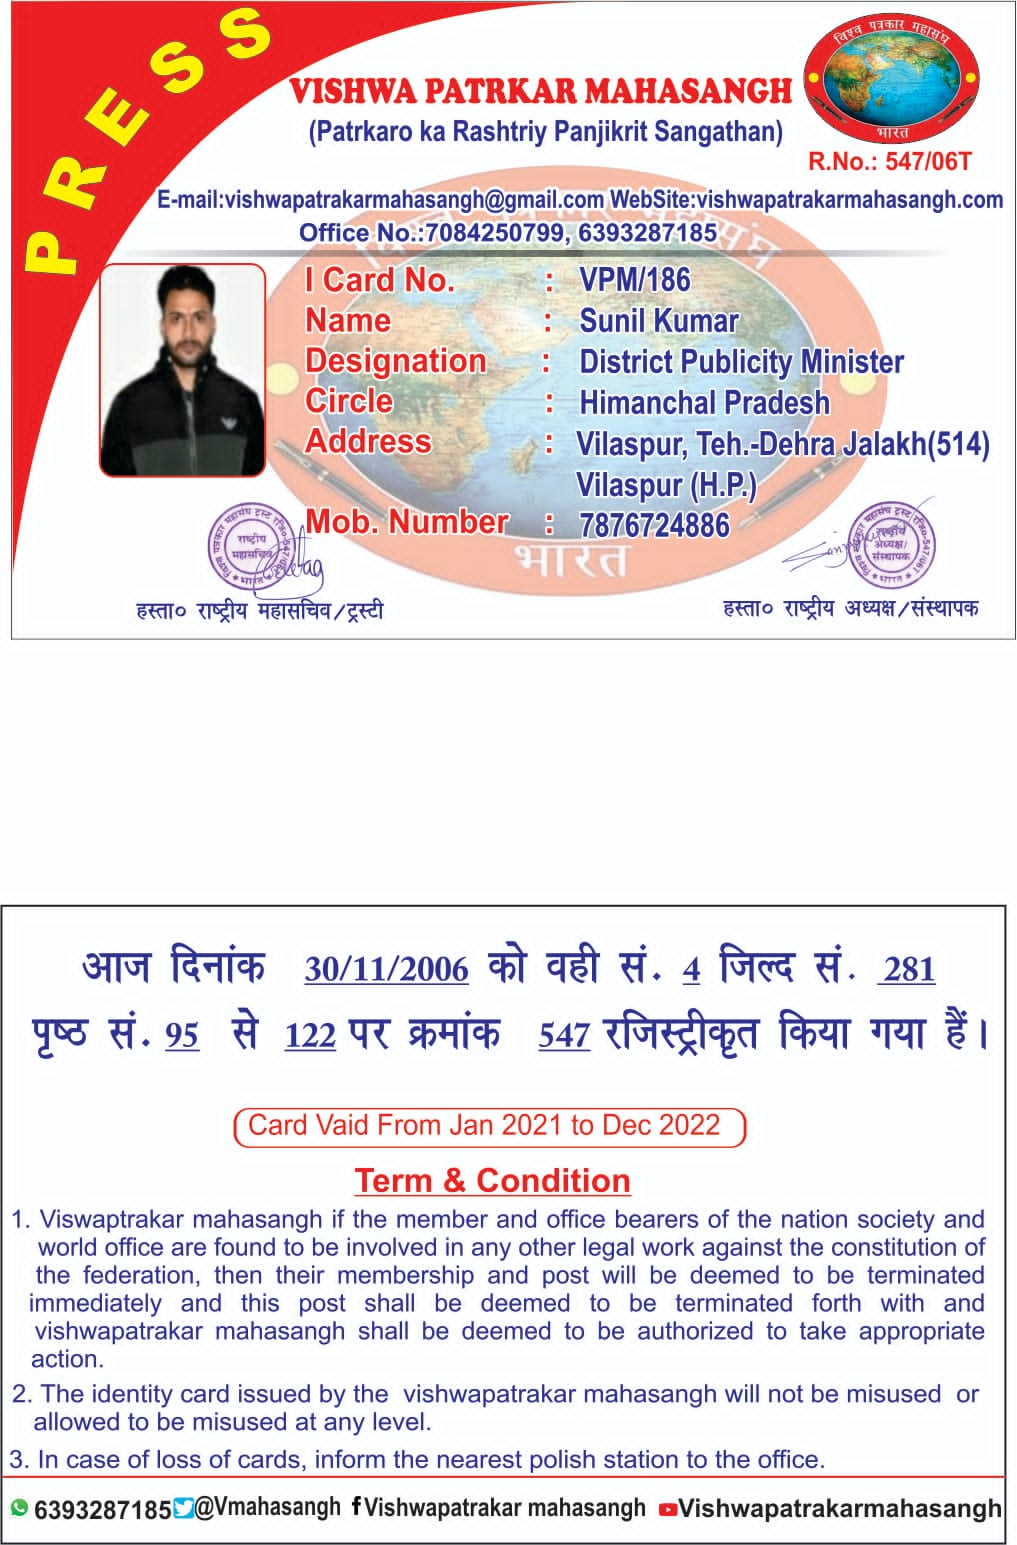 PRESS
VISHWA PATRKAR MAHASANGH
(Patrkaro ka Rashtriy Panjikrit Sangathan)
विश्व पत्रकार महासंघ
भारत
R.No.: 547/06T
E-mail:vishwapatrakarmahasangh@gmail.com WebSite:vishwapatrakarmahasangh.com
Office No.:7084250799, 6393287185
I Card No. : VPM/186
Name : Sunil Kumar
Designation : District Publicity Minister
Circle : Himanchal Pradesh
Address : Vilaspur, Teh.-Dehra Jalakh(514)
Vilaspur (H.P.)
Mob. Number : 7876724886
भारत
राष्ट्रीय
महासचिव
राष्ट्रीय
अध्यक्ष/
संस्थापक
हस्ता० राष्ट्रीय महासचिव/ट्रस्टी
हस्ता० राष्ट्रीय अध्यक्ष/संस्थापक
आज दिनांक 30/11/2006 को वही सं. 4 जिल्द सं. 281
पृष्ठ सं. 95 से 122 पर क्रमांक 547 रजिस्ट्रीकृत किया गया हैं।
Card Vaid From Jan 2021 to Dec 2022
Term & Condition
1. Viswaptrakar mahasangh if the member and office bearers of the nation society and
world office are found to be involved in any other legal work against the constitution of
the federation, then their membership and post will be deemed to be terminated
immediately and this post shall be deemed to be terminated forth with and
vishwapatrakar mahasangh shall be deemed to be authorized to take appropriate
action.
2. The identity card issued by the vishwapatrakar mahasangh will not be misused or
allowed to be misused at any level.
3. In case of loss of cards, inform the nearest polish station to the office.
6393287185 @Vmahasangh Vishwapatrakar mahasangh Vishwapatrakarmahasangh